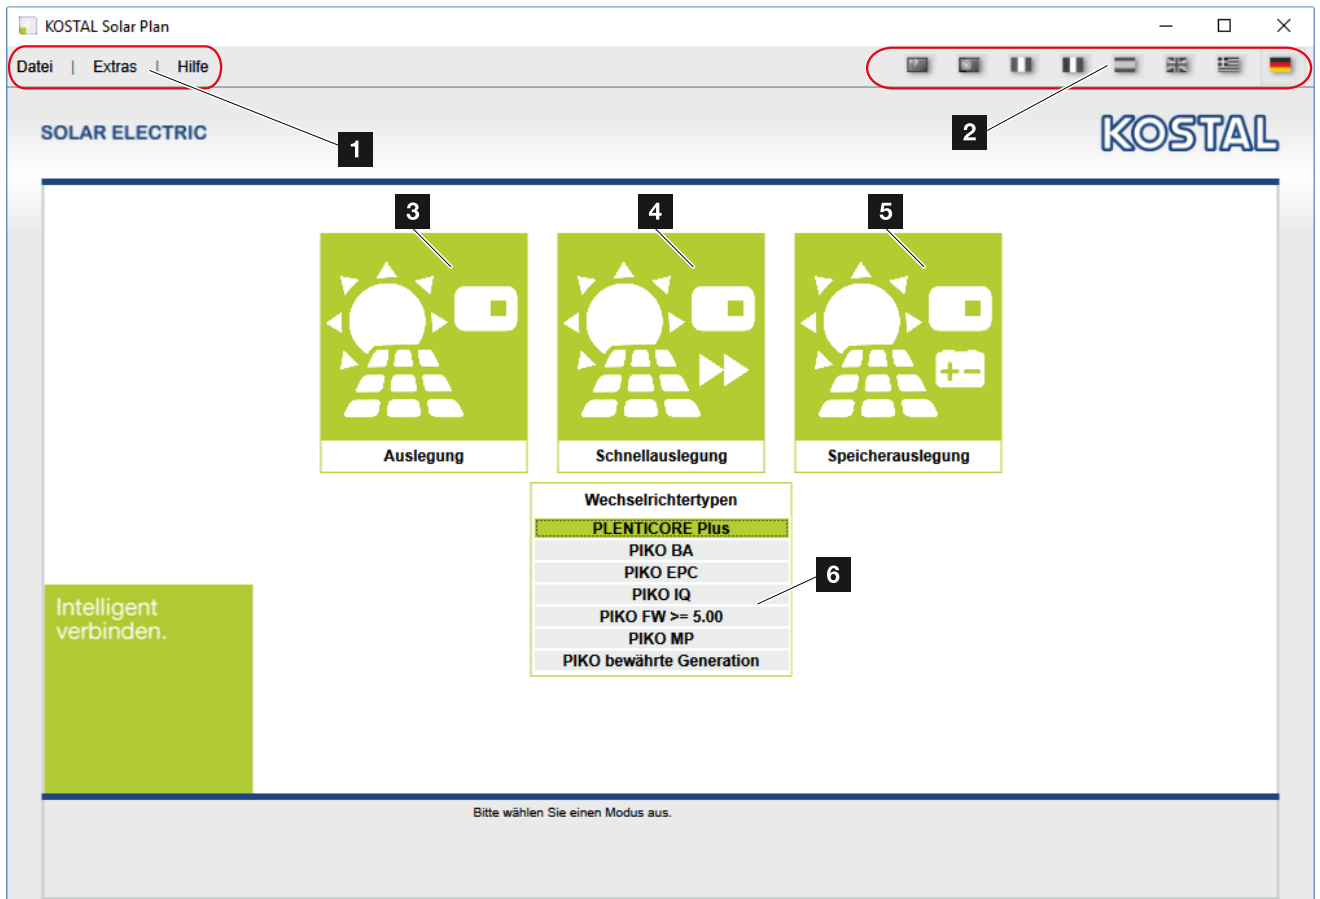 KOSTAL Solar Plan
Datei | Extras | Hilfe
1
2
SOLAR ELECTRIC
KOSTAL
3
4
5
Auslegung
Schnellauslegung
Speicherauslegung
Wechselrichtertypen
PLENTICORE Plus
PIKO BA
PIKO EPC
PIKO IQ
PIKO FW >= 5.00
PIKO MP
PIKO bewährte Generation
6
Intelligent
verbinden.
Bitte wählen Sie einen Modus aus.